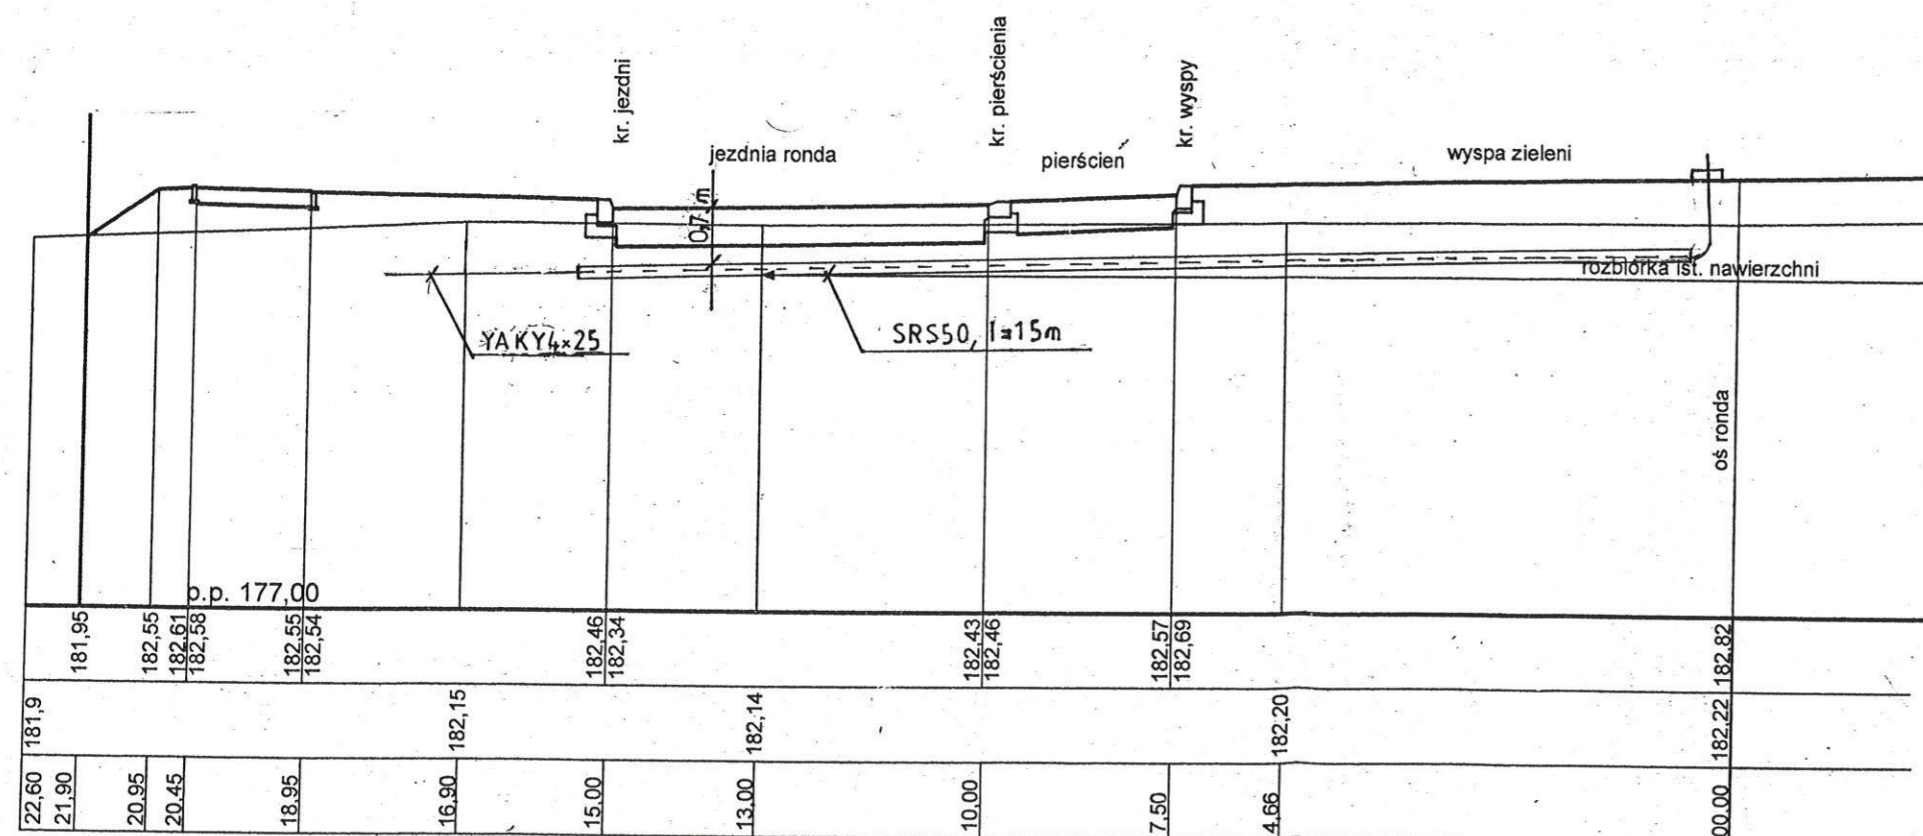 kr. jezdni
kr. pierścienia
kr. wyspy
jezdnia ronda
pierścień
wyspa zieleni
0,7 m
rozbiórka ist. nawierzchni
YAKY4×25
SRS50, l=15m
oś ronda
p.p. 177,00
181,95
182,55
182,61
182,58
182,55
182,54
182,46
182,34
182,43
182,46
182,57
182,69
182,82
181,9
182,15
182,14
182,20
182,22
22,60
21,90
20,95
20,45
18,95
16,90
15,00
13,00
10,00
7,50
4,66
00,00